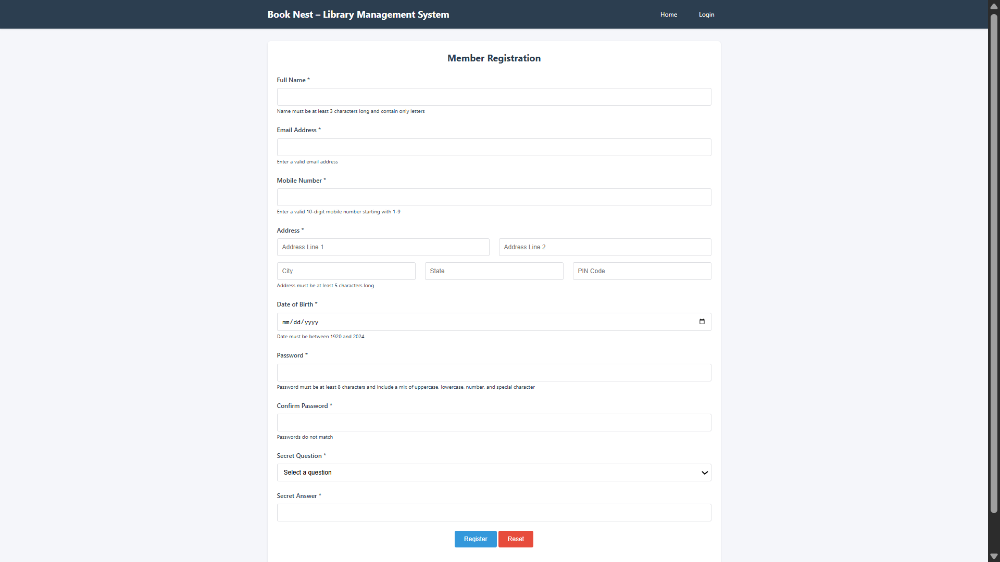 Book Nest – Library Management System
Home
Login
Member Registration
Full Name *
Name must be at least 3 characters long and contain only letters
Email Address *
Enter a valid email address
Mobile Number *
Enter a valid 10-digit mobile number starting with 1-9
Address *
Address Line 1
Address Line 2
City
State
PIN Code
Address must be at least 5 characters long
Date of Birth *
mm/dd/yyyy
Date must be between 1920 and 2024
Password *
Password must be at least 8 characters and include a mix of uppercase, lowercase, number, and special character
Confirm Password *
Passwords do not match
Secret Question *
Select a question
Secret Answer *
Register
Reset